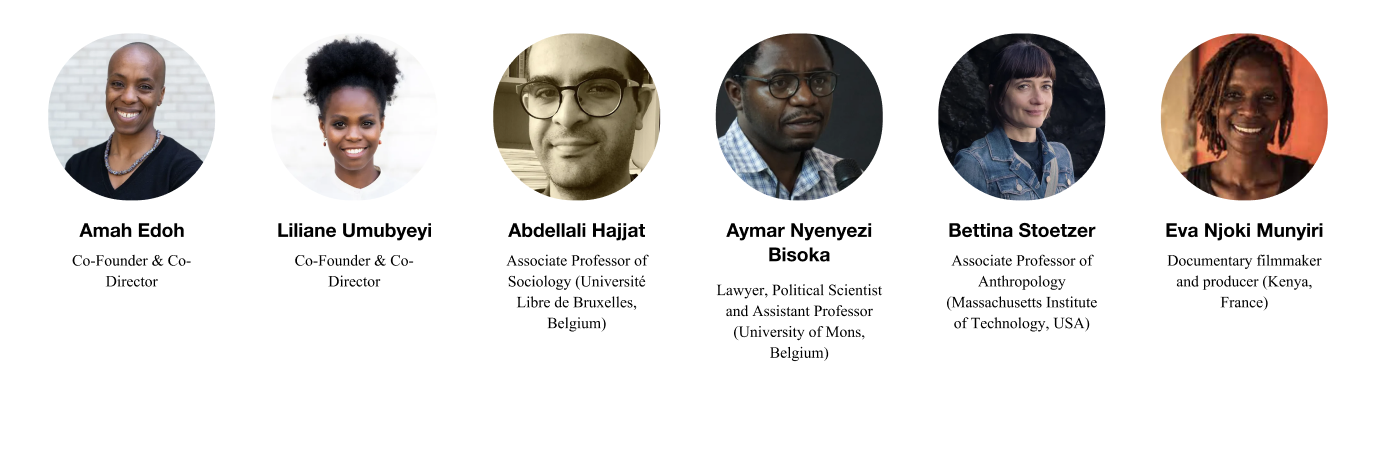 Amah Edoh
Co-Founder & Co-
Director
Liliane Umubyeyi
Co-Founder & Co-
Director
Abdellali Hajjat
Associate Professor of
Sociology (Université
Libre de Bruxelles,
Belgium)
Aymar Nyenyezi
Bisoka
Lawyer, Political Scientist
and Assistant Professor
(University of Mons,
Belgium)
Bettina Stoetzer
Associate Professor of
Anthropology
(Massachusetts Institute
of Technology, USA)
Eva Njoki Munyiri
Documentary filmmaker
and producer (Kenya,
France)